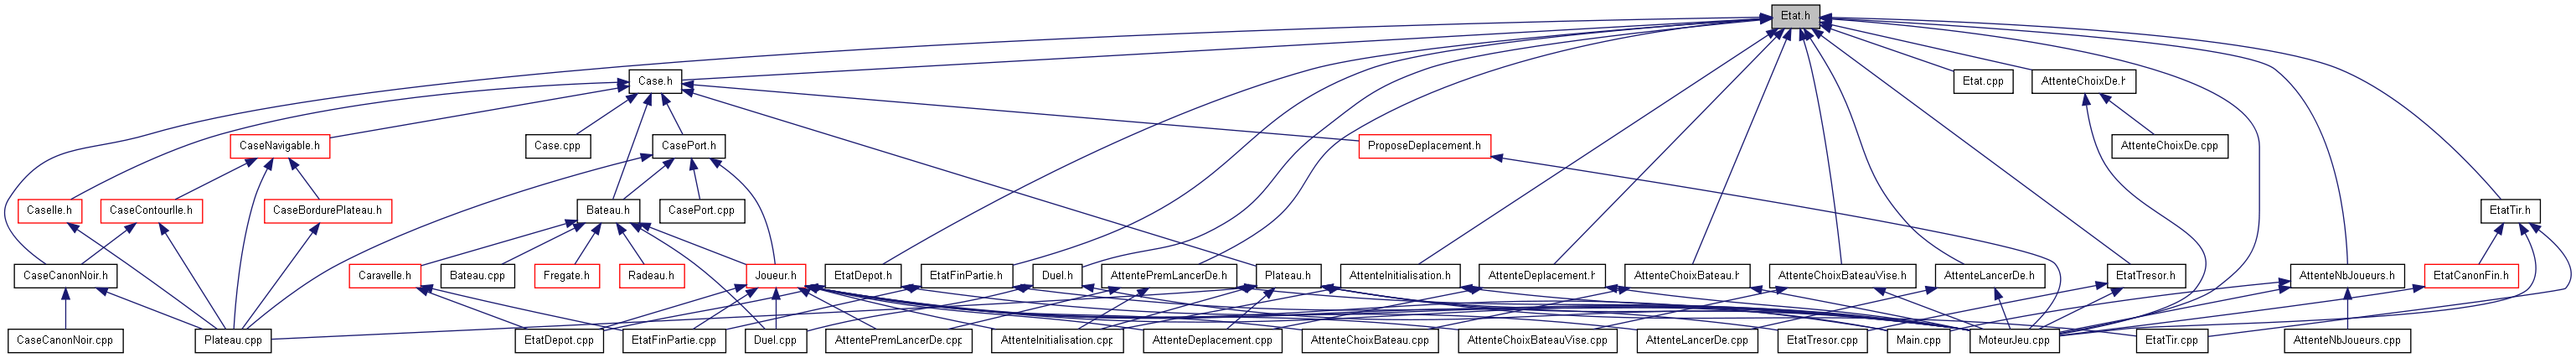 Etat.h
Case.h
Etat.cpp
AttenteChoixDe.h
CaseNavigable.h
Case.cpp
CasePort.h
ProposeDeplacement.h
AttenteChoixDe.cpp
Caselle.h
CaseContourIle.h
CaseBordurePlateau.h
Bateau.h
CasePort.cpp
EtatTir.h
CaseCanonNoir.h
Caravelle.h
Bateau.cpp
Fregate.h
Radeau.h
Joueur.h
EtatDepot.h
EtatFinPartie.h
Duel.h
AttentePremLancerDe.h
Plateau.h
AttenteInitialisation.h
AttenteDeplacement.h
AttenteChoixBateau.h
AttenteChoixBateauVise.h
AttenteLancerDe.h
EtatTresor.h
AttenteNbJoueurs.h
EtatCanonFin.h
CaseCanonNoir.cpp
Plateau.cpp
EtatDepot.cpp
EtatFinPartie.cpp
Duel.cpp
AttentePremLancerDe.cpp
AttenteInitialisation.cpp
AttenteDeplacement.cpp
AttenteChoixBateau.cpp
AttenteChoixBateauVise.cpp
AttenteLancerDe.cpp
EtatTresor.cpp
Main.cpp
MoteurJeu.cpp
EtatTir.cpp
AttenteNbJoueurs.cpp